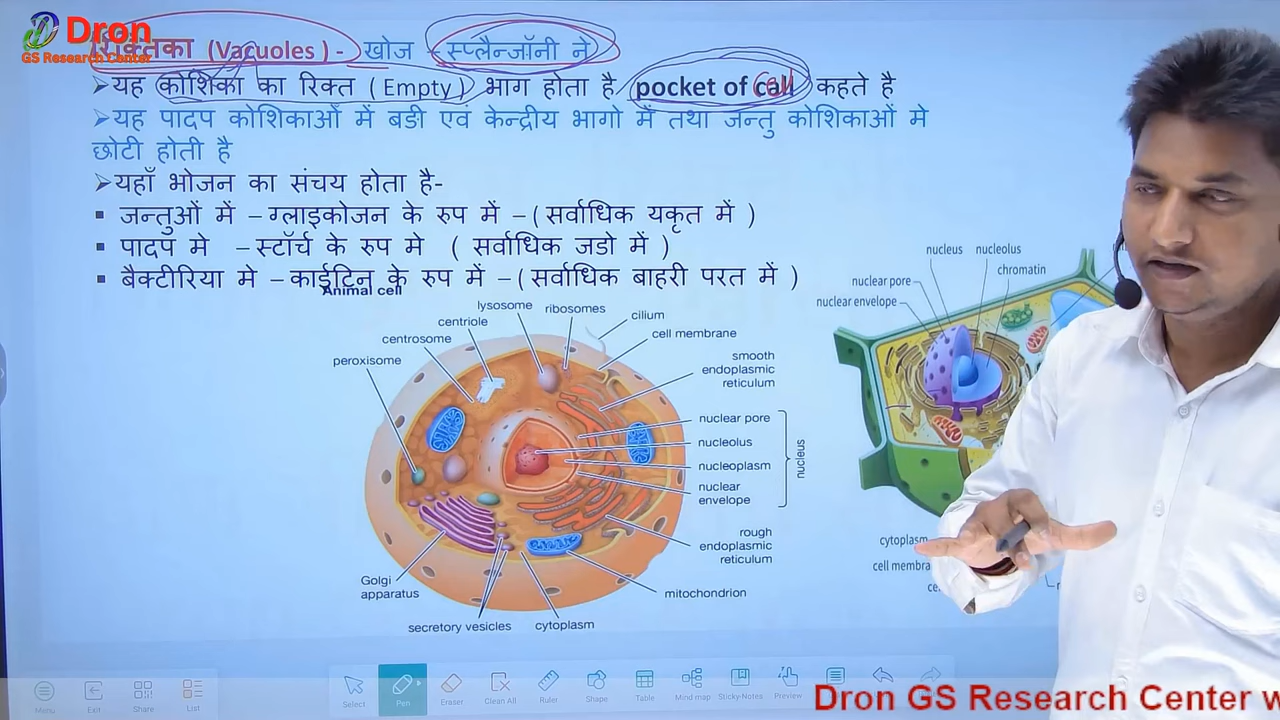 Dron
GS Research Center
रिक्तिका (Vacuoles ) - खोज - स्प्लैन्जॉनी ने
➢यह कोशिका का रिक्त ( Empty ) भाग होता है pocket of call कहते है
➢यह पादप कोशिकाओं में बडी एवं केन्द्रीय भागो में तथा जन्तु कोशिकाओं मे
छोटी होती है
➢यहाँ भोजन का संचय होता है-
▪ जन्तुओं में – ग्लाइकोजन के रुप में – ( सर्वाधिक यकृत में )
▪ पादप मे – स्टॉर्च के रुप मे ( सर्वाधिक जडो में )
▪ बैक्टीरिया मे – काईटिन के रुप में – ( सर्वाधिक बाहरी परत में )
Animal cell
lysosome
ribosomes
cilium
centriole
cell membrane
centrosome
smooth
endoplasmic
reticulum
peroxisome
nuclear pore
nucleolus
nucleoplasm
nuclear
envelope
nucleus
rough
endoplasmic
reticulum
Golgi
apparatus
mitochondrion
secretory vesicles
cytoplasm
nucleus
nucleolus
chromatin
nuclear pore
nuclear envelope
cytoplasm
cell membra
ce
Menu
Exit
Share
List
Select
Pen
Eraser
Clean All
Ruler
Shape
Table
Mind map
Sticky-Notes
Preview
Dron GS Research Center w